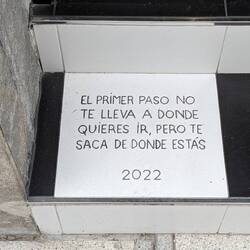 EL PRIMER PASO NO
TE LLEVA A DONDE
QUIERES IR, PERO TE
SACA DE DONDE ESTÁS
2022